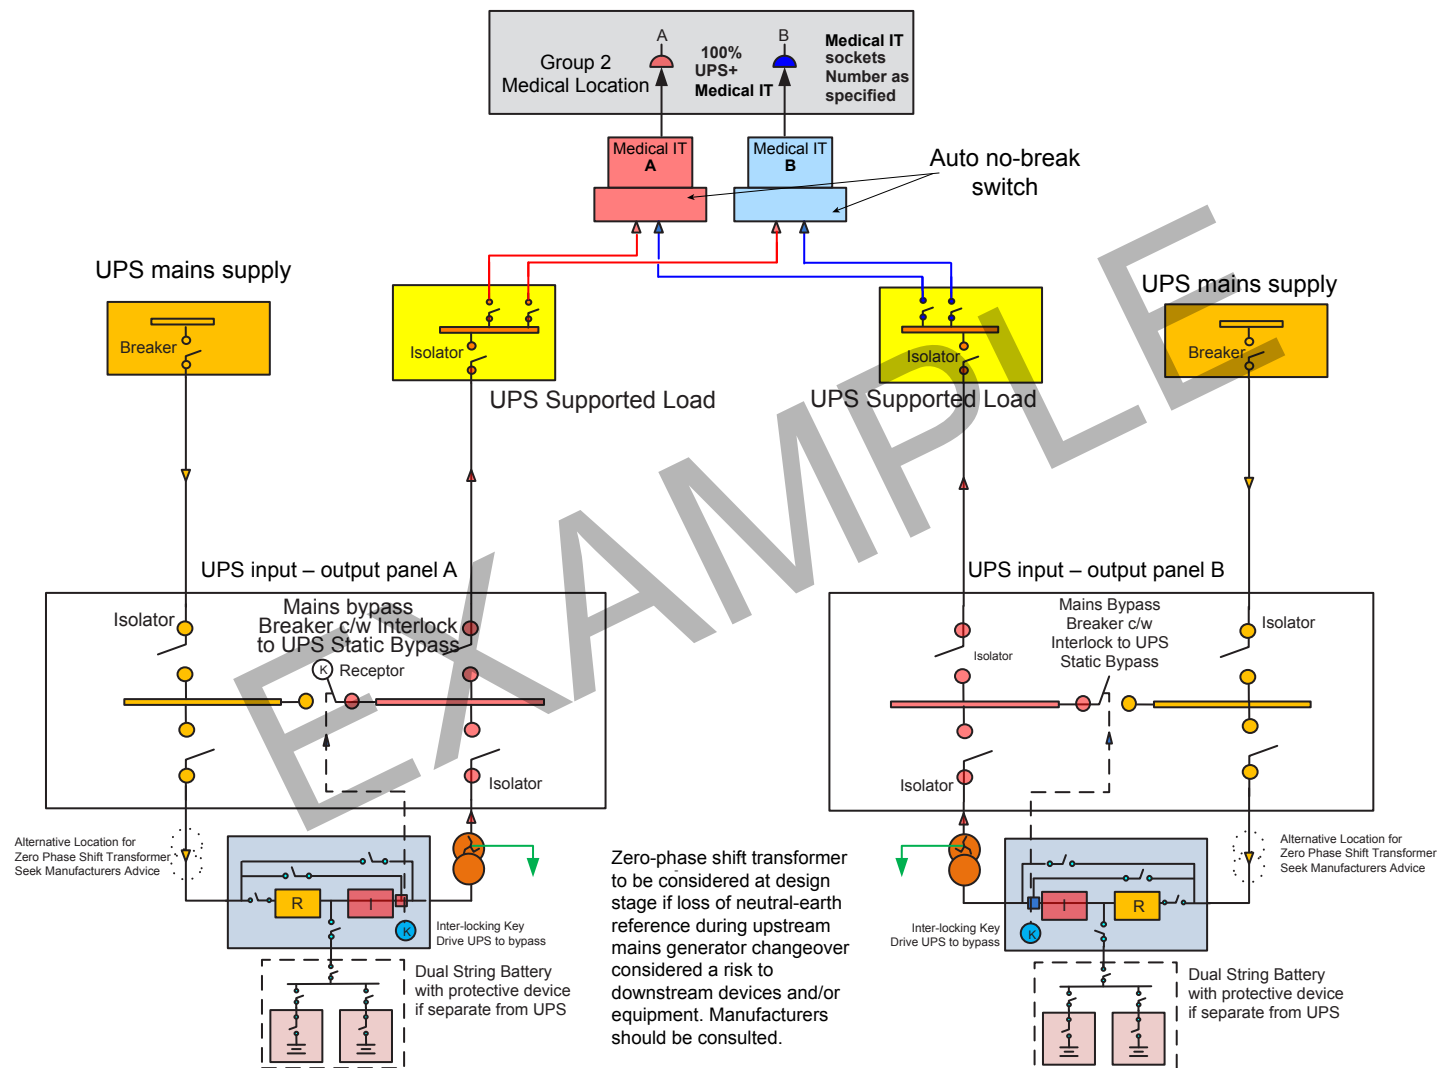 Group 2
Medical Location
A
100%
UPS+
Medical IT
B
Medical IT
sockets
Number as
specified
Medical IT
A
Medical IT
B
Auto no-break
switch
UPS mains supply
Breaker
Isolator
UPS Supported Load
Isolator
UPS Supported Load
UPS mains supply
Breaker
EXAMPLE
UPS input – output panel A
Isolator
Mains bypass
Breaker c/w Interlock
to UPS Static Bypass
K
Receptor
Isolator
UPS input – output panel B
Mains Bypass
Breaker c/w
Interlock to UPS
Static Bypass
Isolator
Isolator
Isolator
Alternative Location for
Zero Phase Shift Transformer
Seek Manufacturers Advice
R
I
K
Inter-locking Key
Drive UPS to bypass
Dual String Battery
with protective device
if separate from UPS
Zero-phase shift transformer
to be considered at design
stage if loss of neutral-earth
reference during upstream
mains generator changeover
considered a risk to
downstream devices and/or
equipment. Manufacturers
should be consulted.
Alternative Location for
Zero Phase Shift Transformer
Seek Manufacturers Advice
I
R
K
Inter-locking Key
Drive UPS to bypass
Dual String Battery
with protective device
if separate from UPS